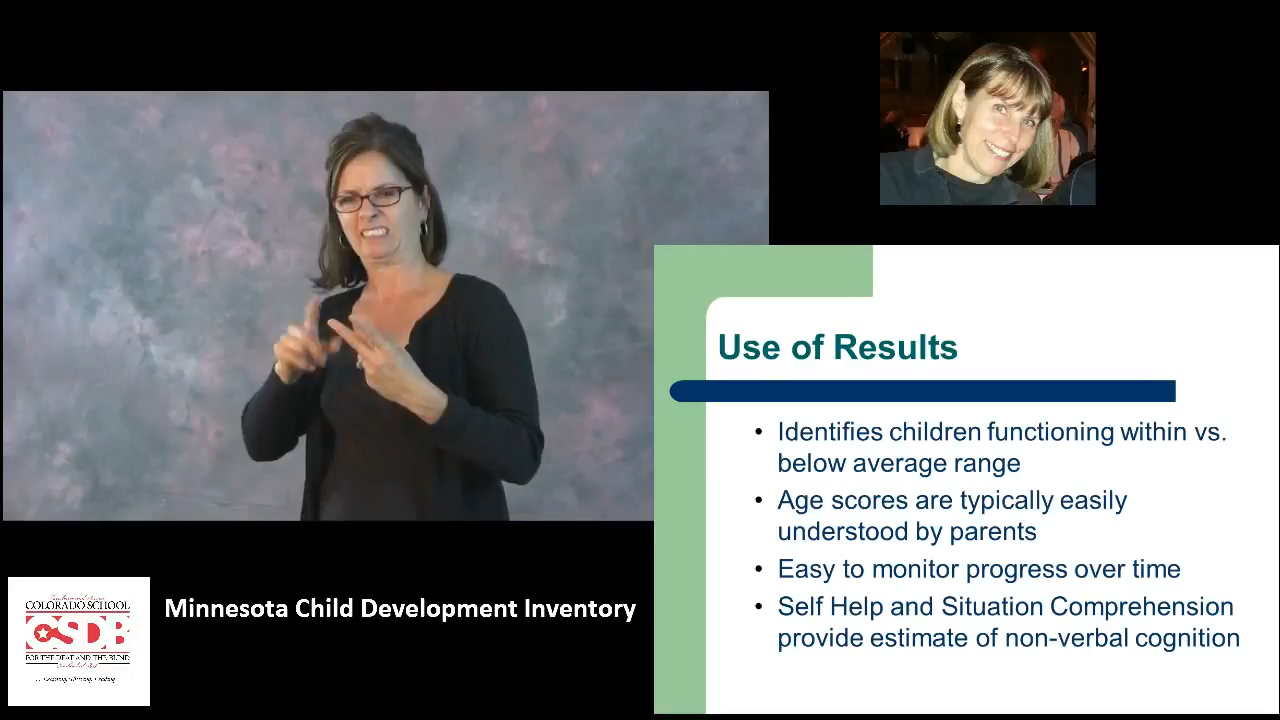 Use of Results
• Identifies children functioning within vs.
below average range
• Age scores are typically easily
understood by parents
• Easy to monitor progress over time
• Self Help and Situation Comprehension
provide estimate of non-verbal cognition
Minnesota Child Development Inventory
COLORADO SCHOOL
CSDB
FOR THE DEAF AND THE BLIND